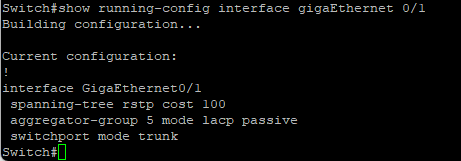 Switch#show running-config interface gigaEthernet 0/1
Building configuration...

Current configuration:
!
interface GigaEthernet0/1
 spanning-tree rstp cost 100
 aggregator-group 5 mode lacp passive
 switchport mode trunk
Switch#